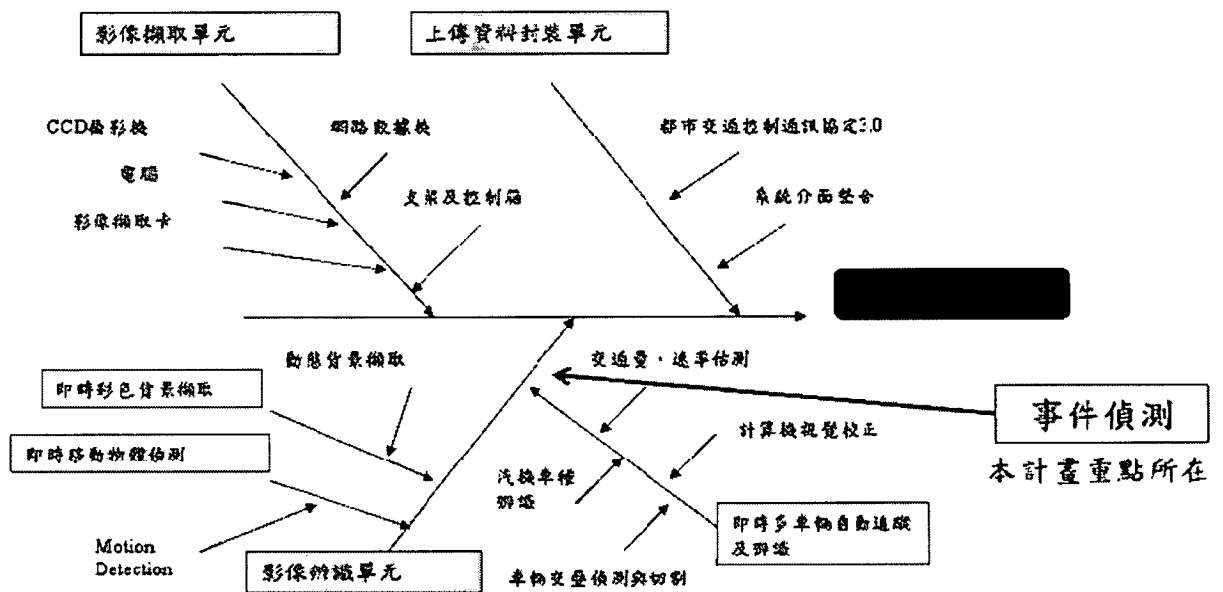 影像擷取單元
上傳資料封裝單元
CCD攝影機
網路數據機
都市交通控制通訊協定3.0
電腦
支架及控制箱
系統介面整合
影像擷取卡
動態背景擷取
交通量、速率估測
即時彩色背景擷取
事件偵測
計算機視覺校正
即時移動物體偵測
汽機車種
辨識
本計畫重點所在
即時多車輛自動追蹤
及辨識
Motion
Detection
影像辨識單元
車輛交疊偵測與切割